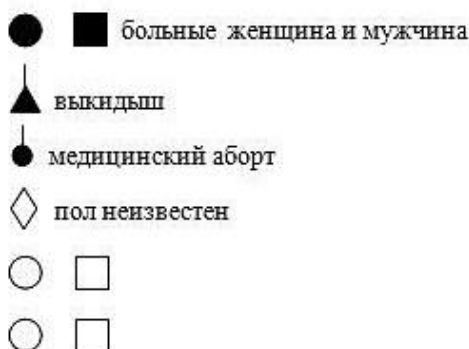 больные женщина и мужчина
выкидыш
медицинский аборт
пол неизвестен